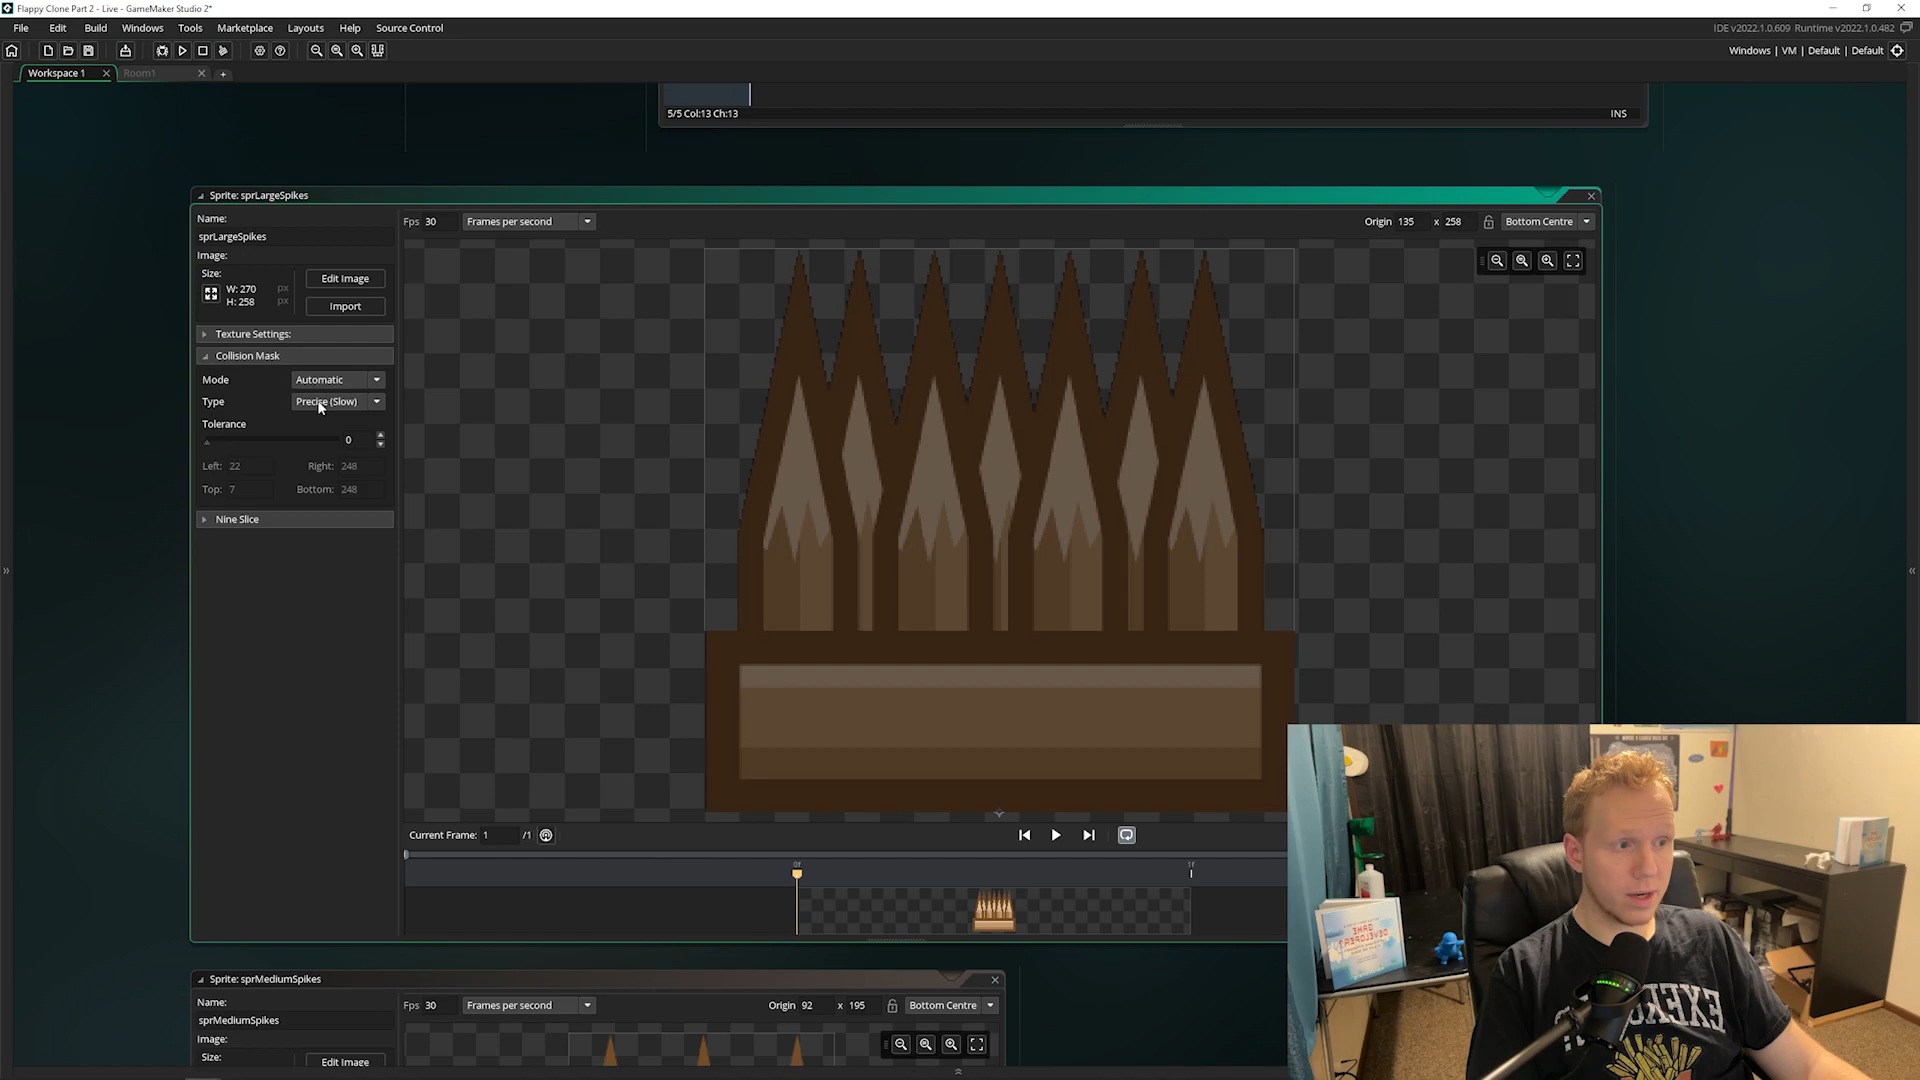 Flappy Clone Part 2 - Live - GameMaker Studio 2*
File Edit Build Windows Tools Marketplace Layouts Help Source Control
IDE v2022.1.0.609 Runtime v2022.1.0.482
Windows | VM | Default | Default
Workspace 1
Room1
5/5 Col:13 Ch:13
INS
Sprite: sprLargeSpikes
Name:
sprLargeSpikes
Image:
Size:
W: 270 px
H: 258 px
Edit Image
Import
Texture Settings:
Collision Mask
Mode Automatic
Type Precise (Slow)
Tolerance
0
Left: 22 Right: 248
Top: 7 Bottom: 248
Nine Slice
Fps 30 Frames per second
Origin 135 x 258 Bottom Centre
Current Frame: 1 /1
0f
1f
Sprite: sprMediumSpikes
Name:
sprMediumSpikes
Image:
Size:
Edit Image
Fps 30 Frames per second
Origin 92 x 195 Bottom Centre
GAME
DEVELOPER